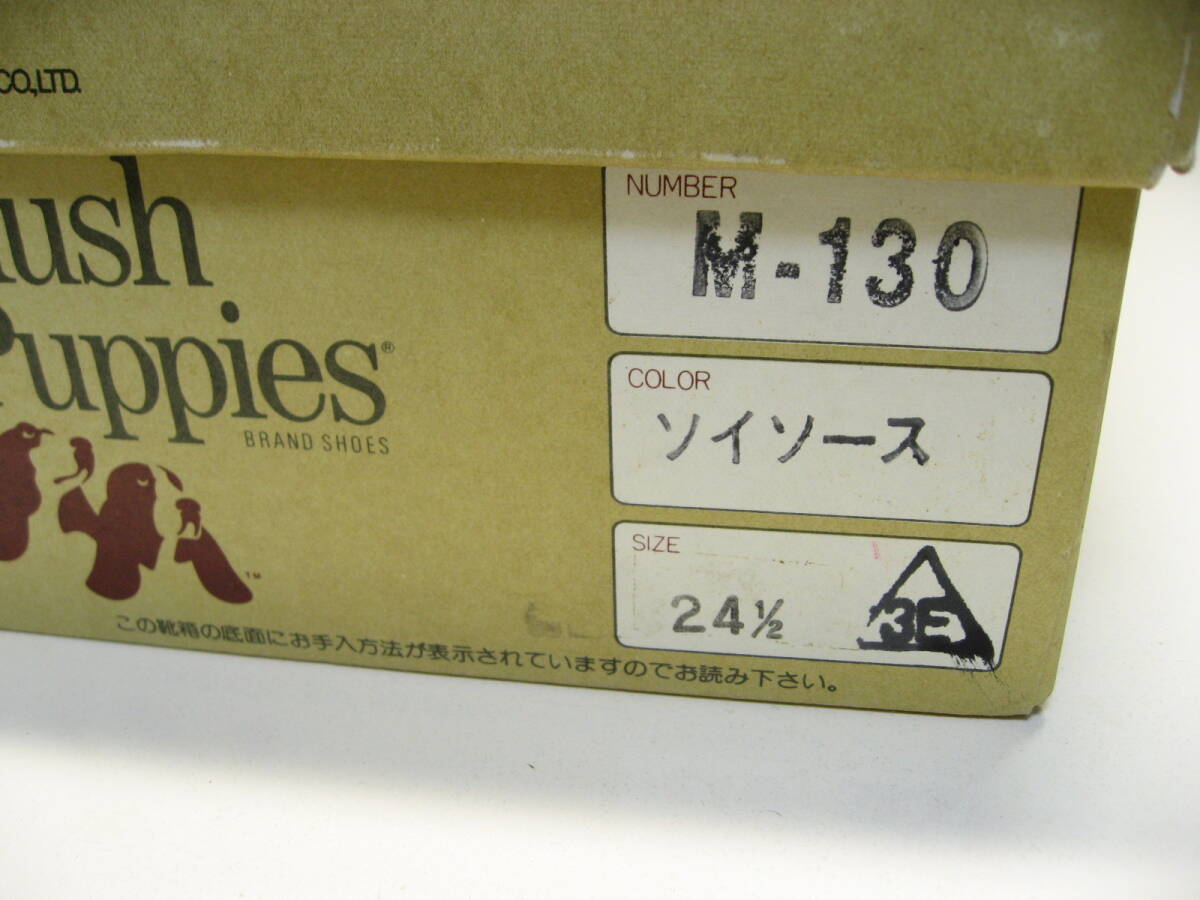 CO.,LTD.
ush
Puppies®
BRAND SHOES
™
NUMBER
M-130
COLOR
ソイソース
SIZE
24½
3E
この靴箱の底面にお手入方法が表示されていますのでお読み下さい。